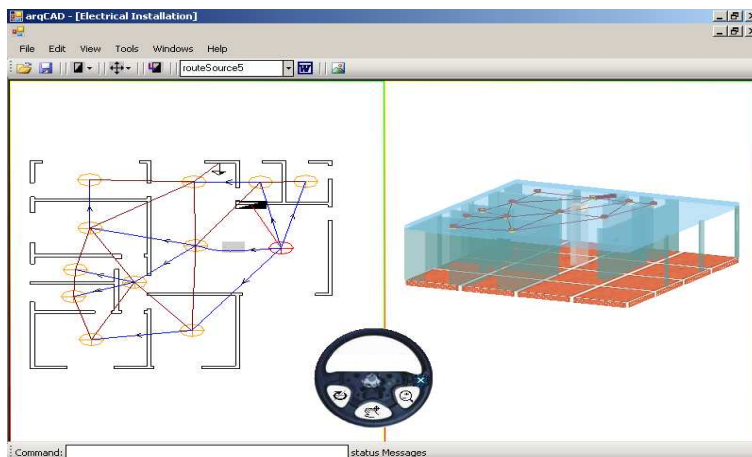 arqCAD - [Electrical Installation]
File Edit View Tools Windows Help
routeSource5
Command: status Messages